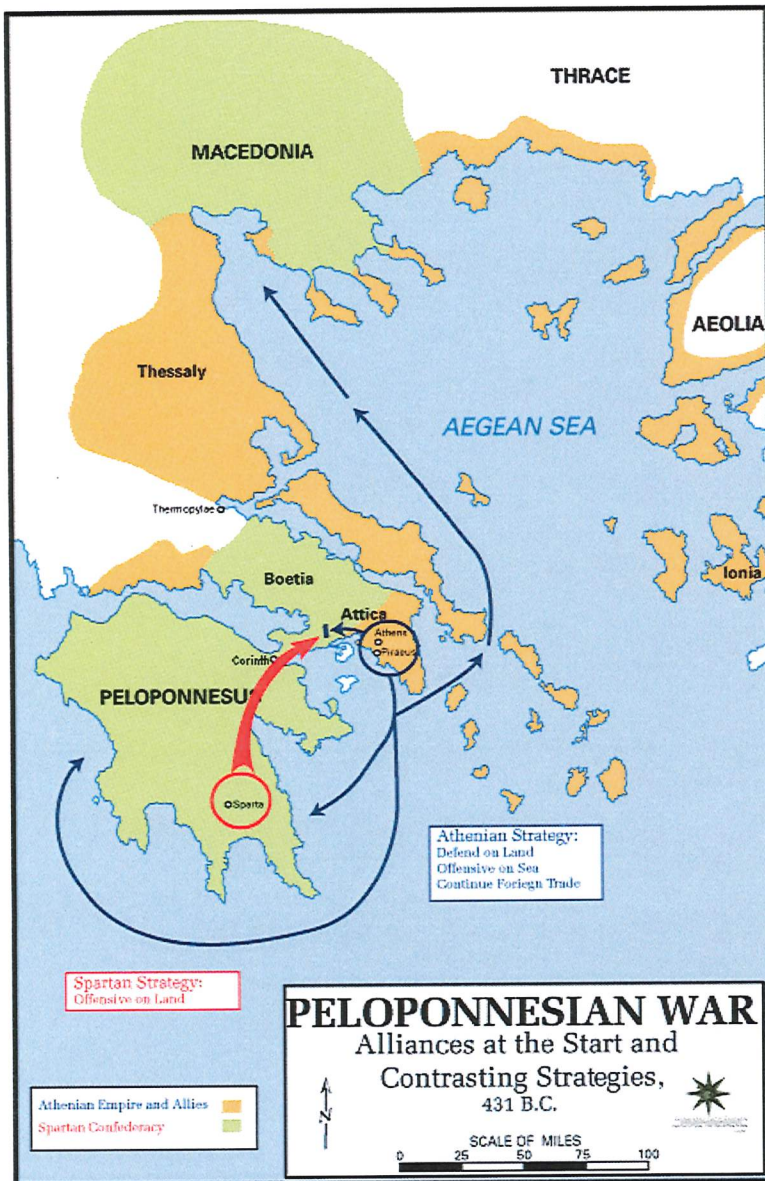 THRACE
MACEDONIA
AEOLIA
Thessaly
AEGEAN SEA
Thermopylae
Ionia
Boetia
Attica
Athens
Piraeus
Corinth
PELOPONNESUS
Sparta
Athenian Strategy:
Defend on Land
Offensive on Sea
Continue Foriegn Trade
Spartan Strategy:
Offensive on Land
PELOPONNESIAN WAR
Alliances at the Start and
Contrasting Strategies,
431 B.C.
Athenian Empire and Allies
Spartan Confederacy
N
SCALE OF MILES
0 25 50 75 100